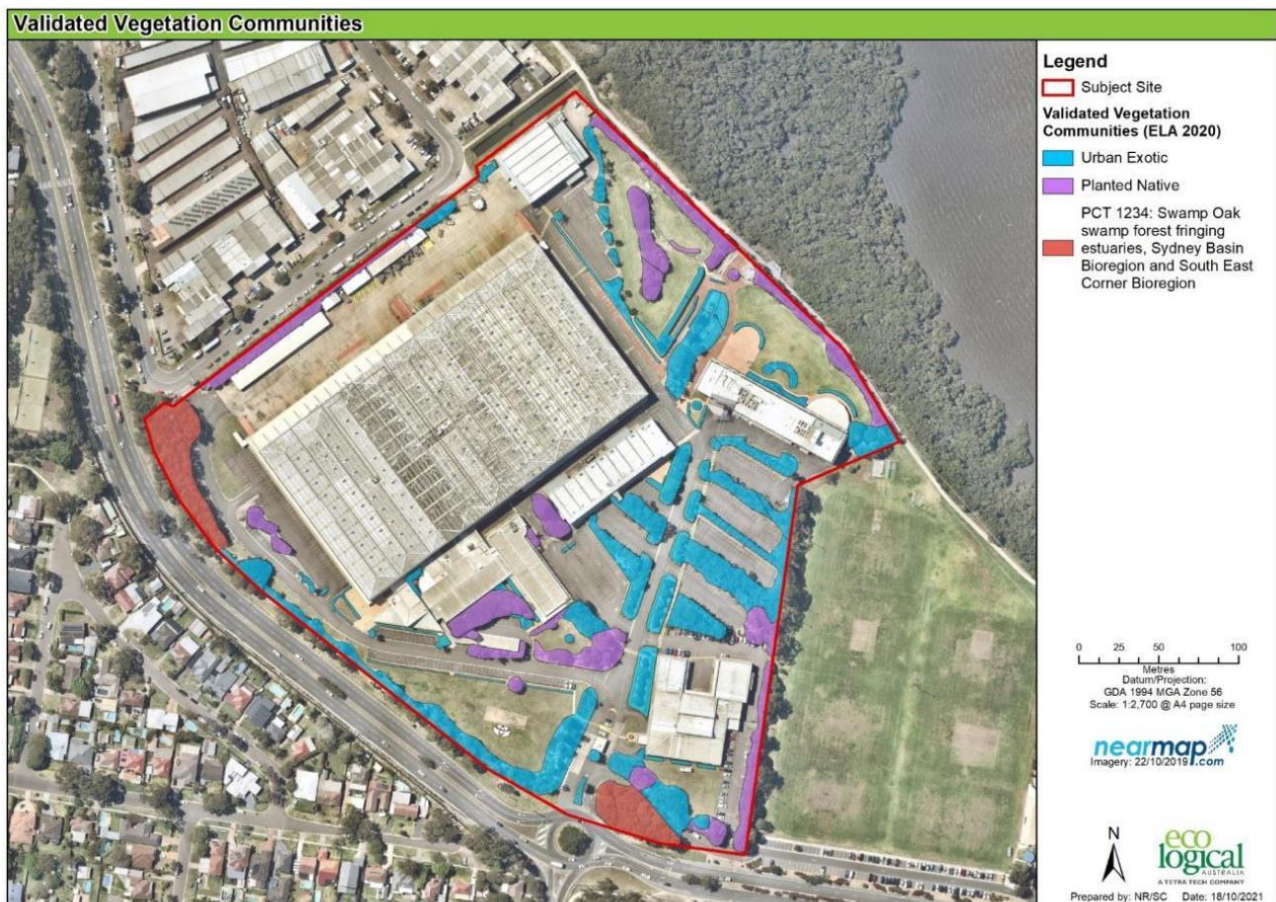 Validated Vegetation Communities
Legend
Subject Site
Validated Vegetation
Communities (ELA 2020)
Urban Exotic
Planted Native
PCT 1234: Swamp Oak
swamp forest fringing
estuaries, Sydney Basin
Bioregion and South East
Corner Bioregion
0 25 50 100
Metres
Datum/Projection:
GDA 1994 MGA Zone 56
Scale: 1:2,700 @ A4 page size
nearmap
.com
Imagery: 22/10/2019
N
eco
logical
AUSTRALIA
A TETRA TECH COMPANY
Prepared by: NR/SC Date: 18/10/2021